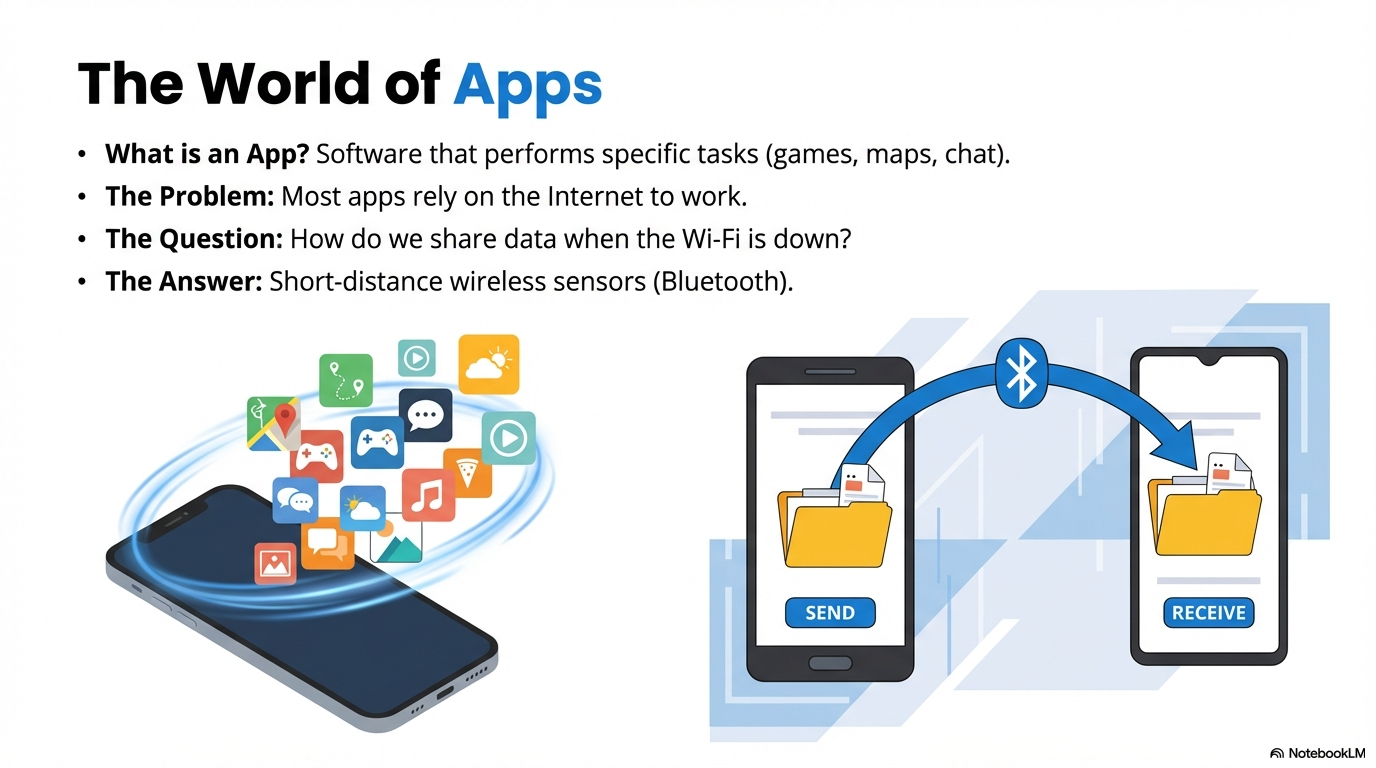 The World of Apps
• What is an App? Software that performs specific tasks (games, maps, chat).
• The Problem: Most apps rely on the Internet to work.
• The Question: How do we share data when the Wi-Fi is down?
• The Answer: Short-distance wireless sensors (Bluetooth).
SEND
RECEIVE
NotebookLM